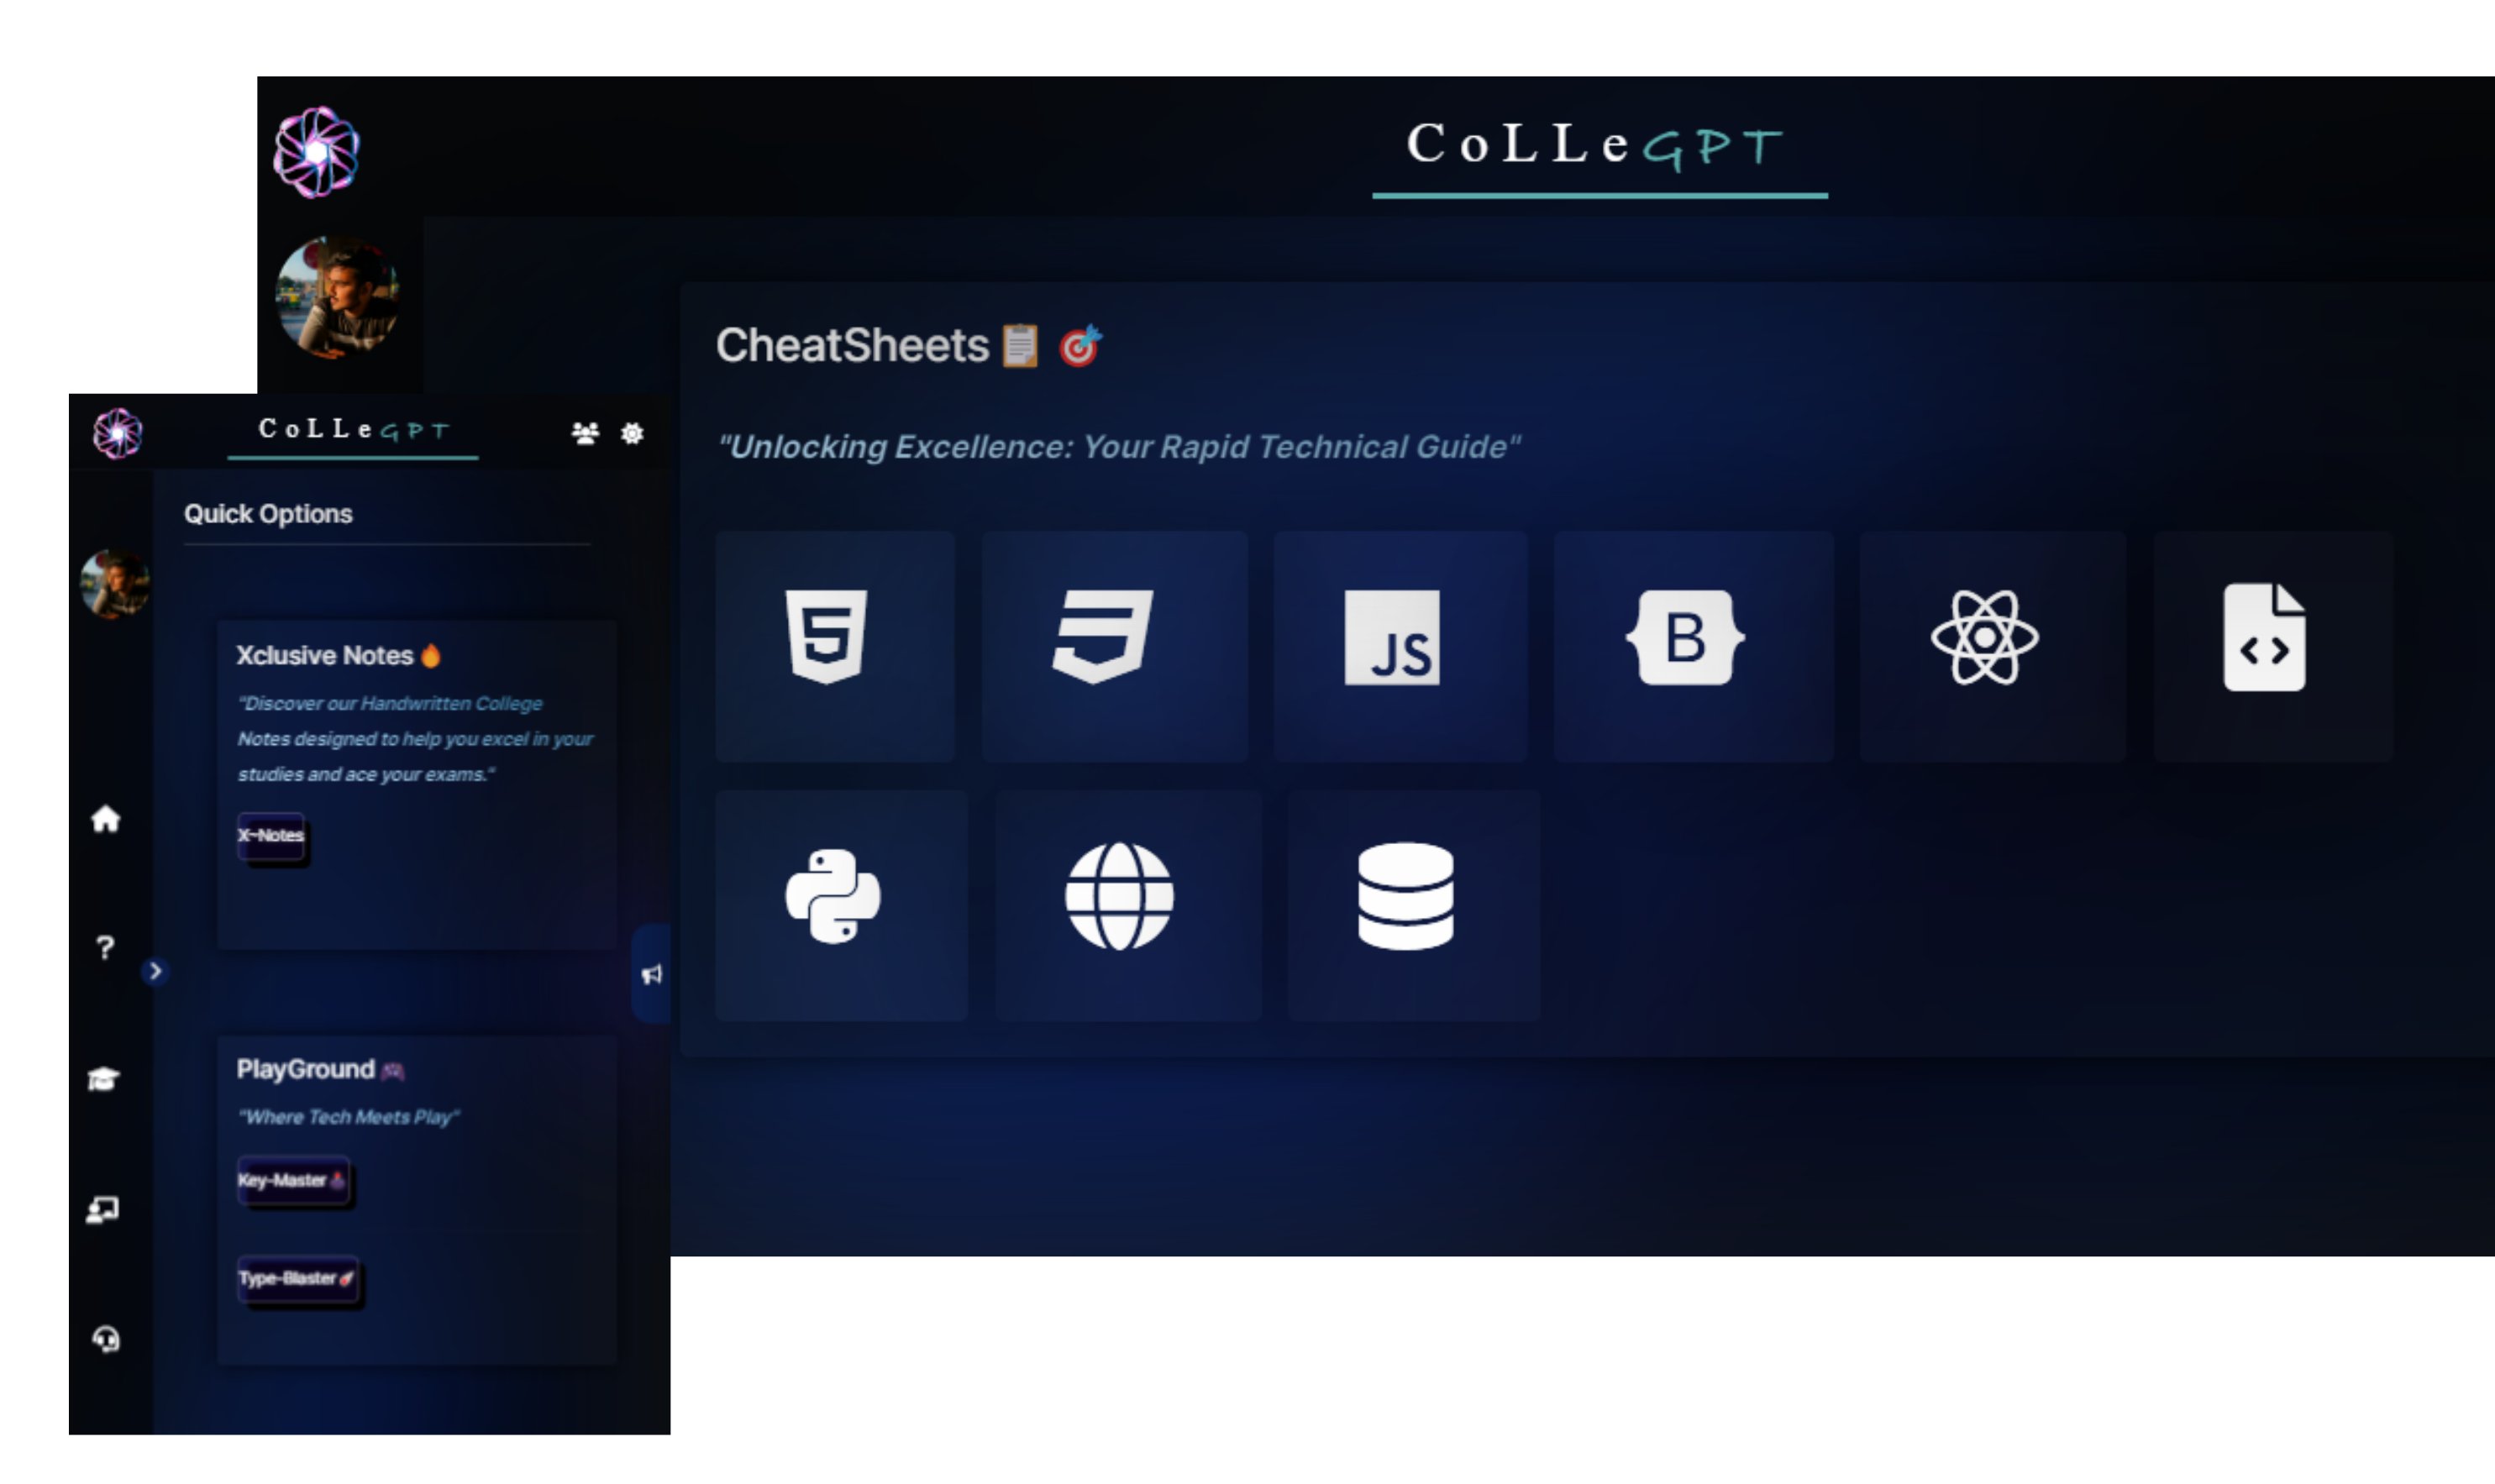 CoLLeGPT
CheatSheets
"Unlocking Excellence: Your Rapid Technical Guide"
5
JS
B
CoLLeGPT
Quick Options
Xclusive Notes
"Discover our Handwritten College
Notes designed to help you excel in your
studies and ace your exams."
X-Notes
?
PlayGround
"Where Tech Meets Play"
Key-Master
Type-Blaster